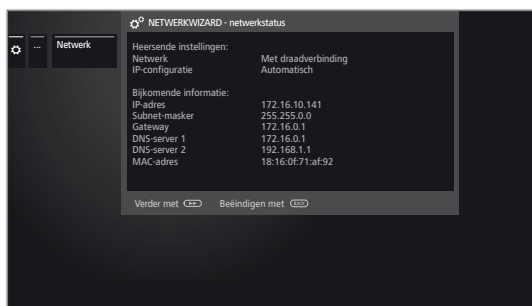 NETWERKWIZARD - netwerkstatus
... Netwerk
Heersende instellingen:
Netwerk Met draadverbinding
IP-configuratie Automatisch
Bijkomende informatie:
IP-adres 172.16.10.141
Subnet-masker 255.255.0.0
Gateway 172.16.0.1
DNS-server 1 172.16.0.1
DNS-server 2 192.168.1.1
MAC-adres 18:16:0f:71:af:92
Verder met Beëindigen met BACK